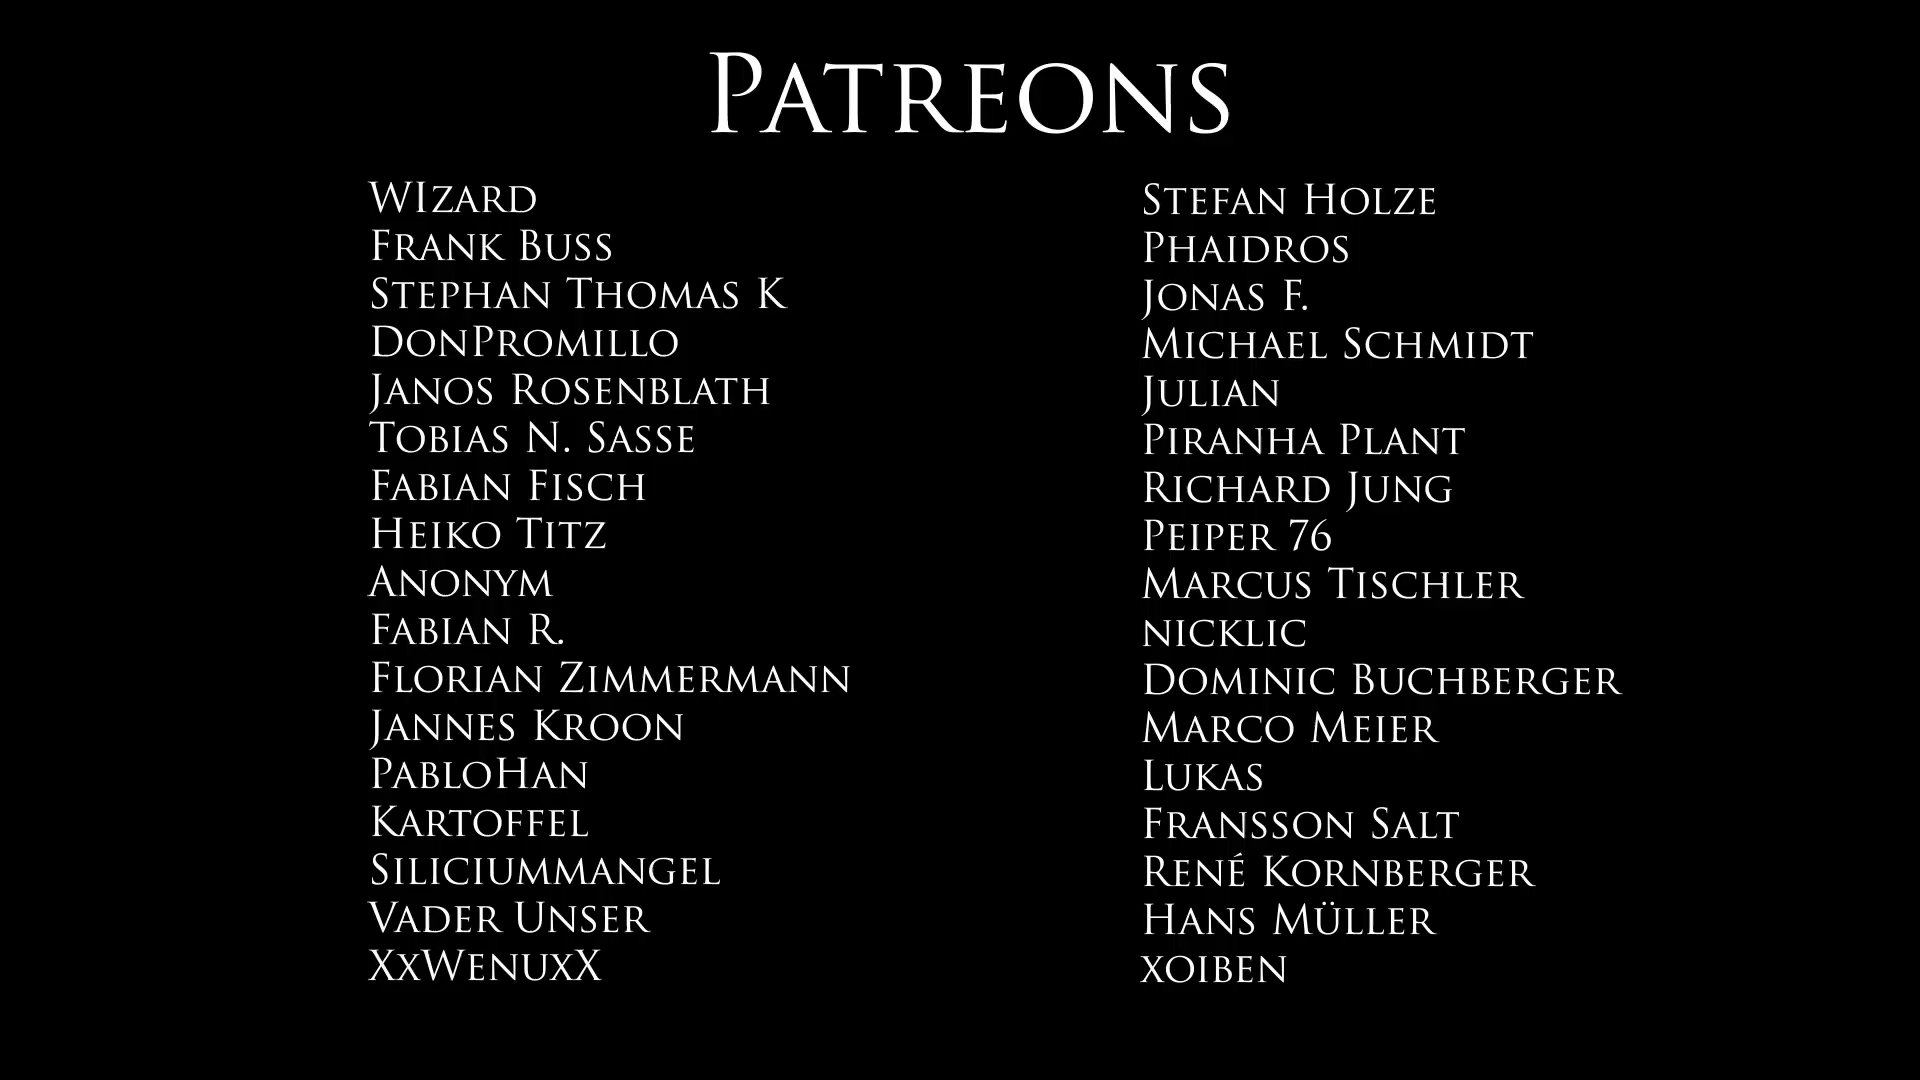 Patreons
WIzard
Frank Buss
Stephan Thomas K
DonPromillo
Janos Rosenblath
Tobias N. Sasse
Fabian Fisch
Heiko Titz
Anonym
Fabian R.
Florian Zimmermann
Jannes Kroon
PabloHan
Kartoffel
Siliciummangel
Vader Unser
XxWenuxX
Stefan Holze
Phaidros
Jonas F.
Michael Schmidt
Julian
Piranha Plant
Richard Jung
Peiper 76
Marcus Tischler
nicklic
Dominic Buchberger
Marco Meier
Lukas
Fransson Salt
René Kornberger
Hans Müller
xoiben